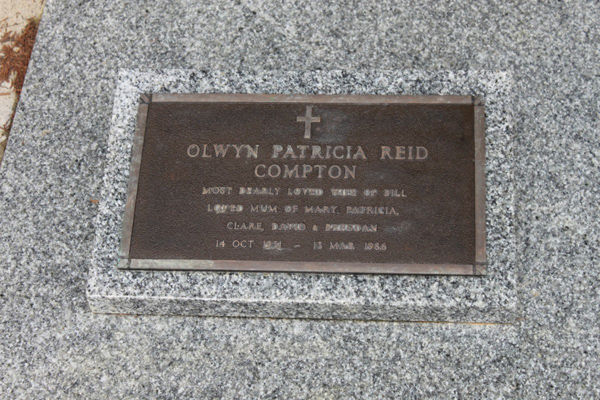 OLWYN PATRICIA REID
COMPTON
MOST DEARLY LOVED WIFE OF BILL
LOVED MUM OF MARY, PATRICIA,
CLARE, DAVID & BRENDAN
14 OCT – 13 MAR 1986